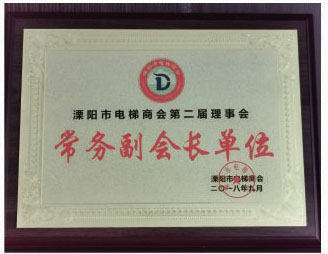 D
溧阳市电梯商会第二届理事会
常务副会长单位
溧阳市电梯商会
二〇一八年九月